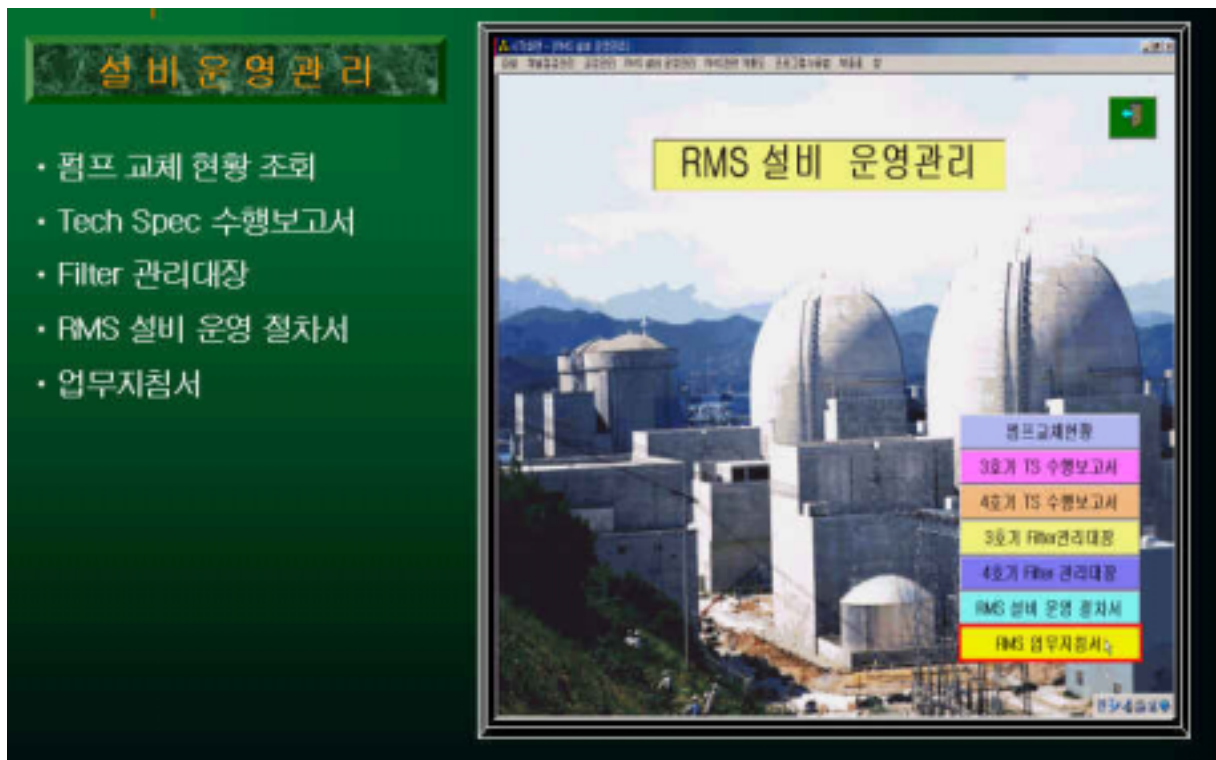 설비운영관리
• 펌프 교체 현황 조회
• Tech Spec 수행보고서
• Filter 관리대장
• RMS 설비 운영 절차서
• 업무지침서
RMS 설비 운영관리
펌프교체현황
3호기 TS 수행보고서
4호기 TS 수행보고서
3호기 Filter관리대장
4호기 Filter 관리대장
RMS 설비 운영 절차서
RMS 업무지침서